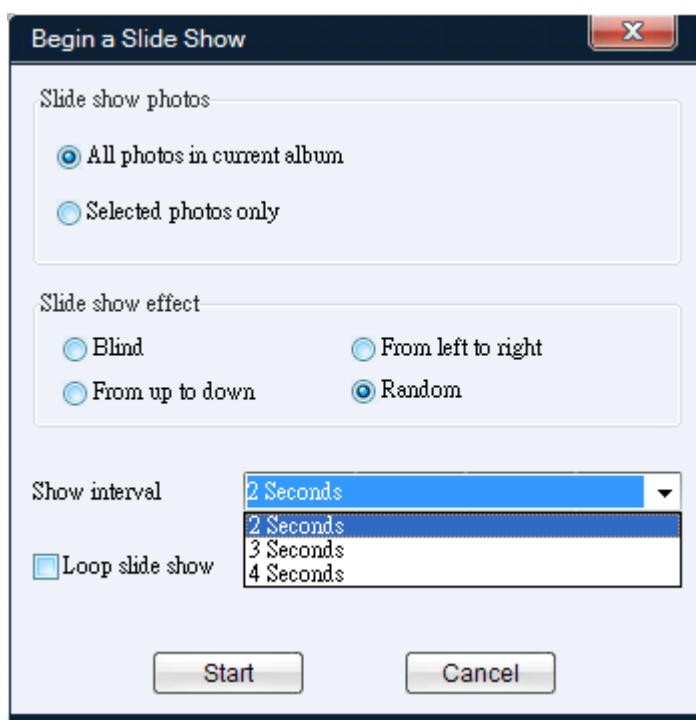 Begin a Slide Show
x
Slide show photos
All photos in current album
Selected photos only
Slide show effect
Blind From left to right
From up to down Random
Show interval 2 Seconds
2 Seconds
3 Seconds
Loop slide show 4 Seconds
Start Cancel